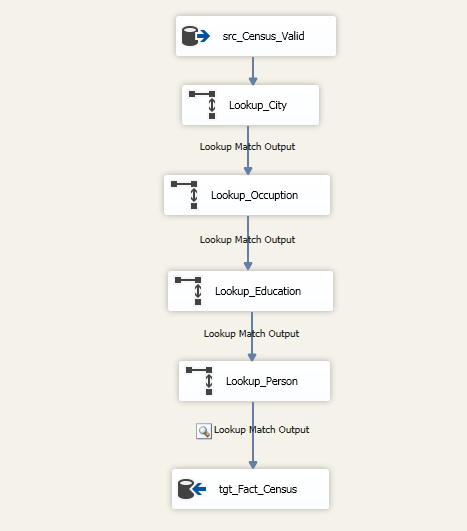 src_Census_Valid
Lookup_City
Lookup Match Output
Lookup_Occuption
Lookup Match Output
Lookup_Education
Lookup Match Output
Lookup_Person
Lookup Match Output
tgt_Fact_Census